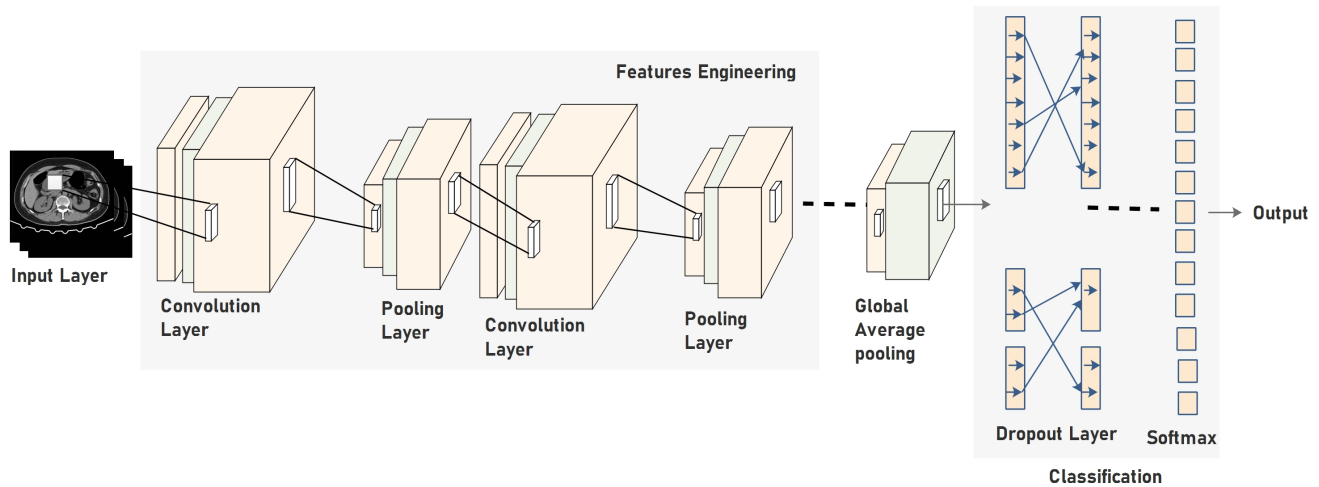 Features Engineering
Input Layer
Convolution
Layer
Pooling
Layer
Convolution
Layer
Pooling
Layer
Global
Average
pooling
Output
Dropout Layer
Softmax
Classification